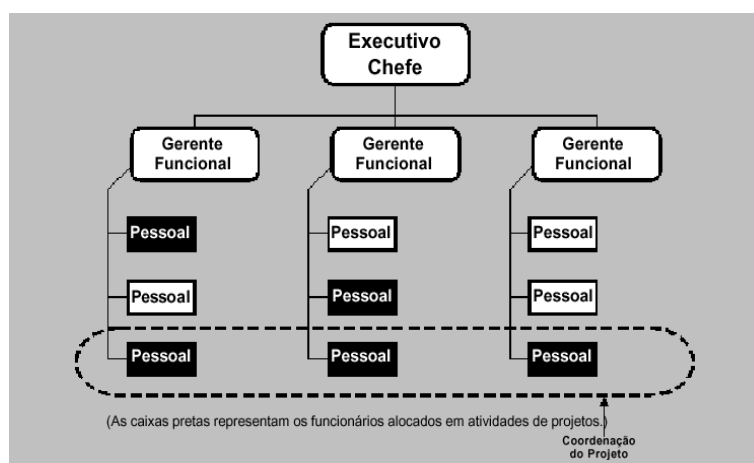 Executivo
Chefe
Gerente
Funcional
Gerente
Funcional
Gerente
Funcional
Pessoal
Pessoal
Pessoal
Pessoal
Pessoal
Pessoal
Pessoal
Pessoal
Pessoal
(As caixas pretas representam os funcionários alocados em atividades de projetos.)
Coordenação
do Projeto